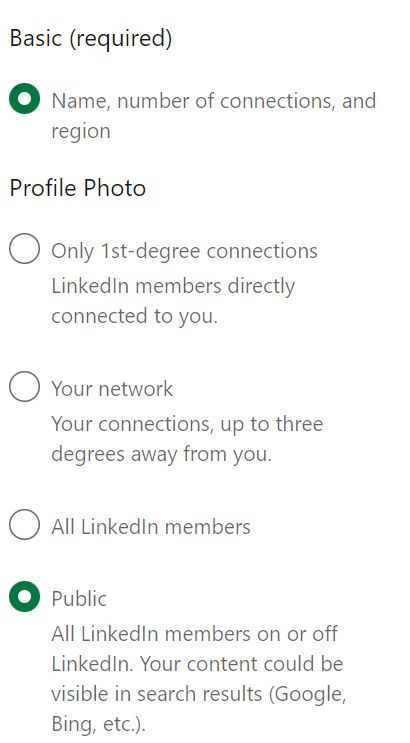 Basic (required)
Name, number of connections, and
region
Profile Photo
Only 1st-degree connections
LinkedIn members directly
connected to you.
Your network
Your connections, up to three
degrees away from you.
All LinkedIn members
Public
All LinkedIn members on or off
LinkedIn. Your content could be
visible in search results (Google,
Bing, etc.).